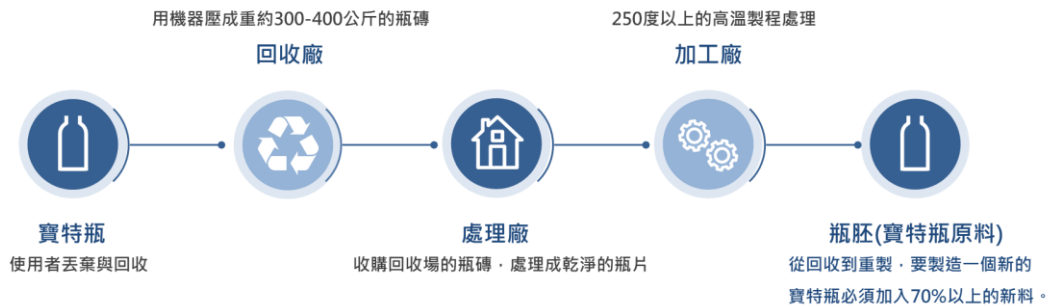 用機器壓成重約300-400公斤的瓶磚
回收廠
250度以上的高溫製程處理
加工廠
寶特瓶
使用者丟棄與回收
處理廠
收購回收場的瓶磚，處理成乾淨的瓶片
瓶胚(寶特瓶原料)
從回收到重製，要製造一個新的
寶特瓶必須加入70%以上的新料。